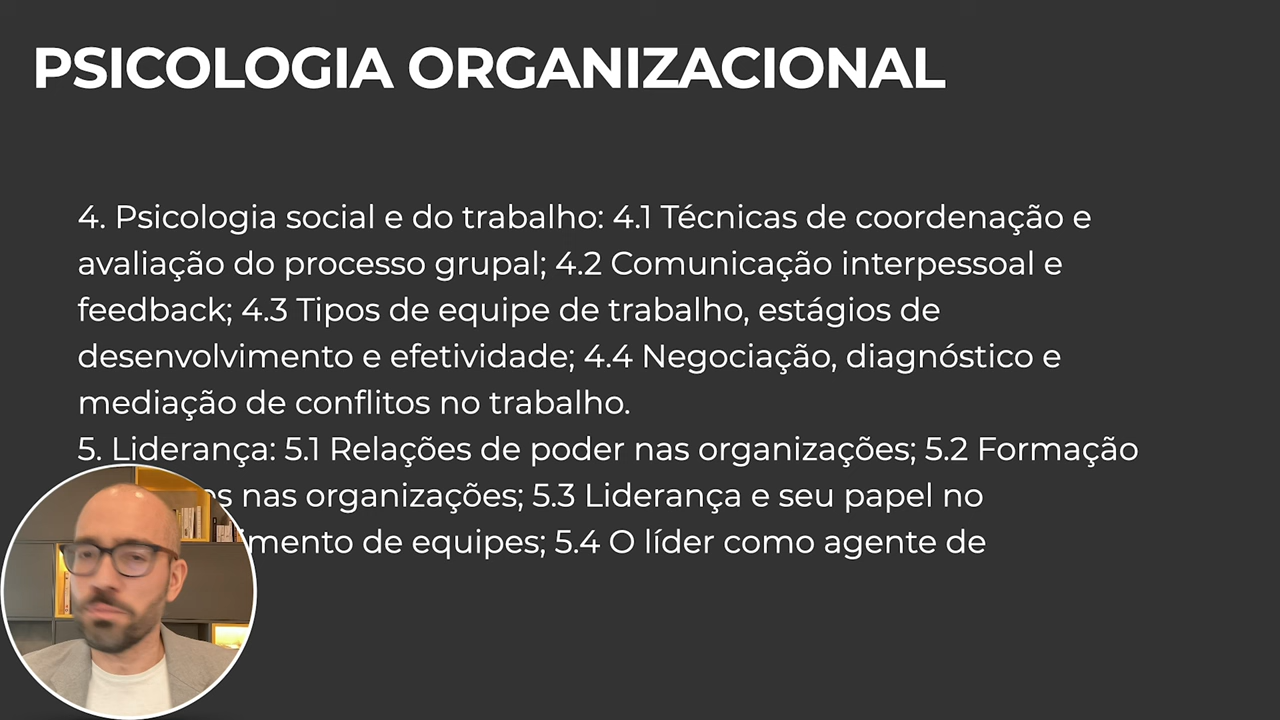 PSICOLOGIA ORGANIZACIONAL
4. Psicologia social e do trabalho: 4.1 Técnicas de coordenação e
avaliação do processo grupal; 4.2 Comunicação interpessoal e
feedback; 4.3 Tipos de equipe de trabalho, estágios de
desenvolvimento e efetividade; 4.4 Negociação, diagnóstico e
mediação de conflitos no trabalho.
5. Liderança: 5.1 Relações de poder nas organizações; 5.2 Formação
nas organizações; 5.3 Liderança e seu papel no
de equipes; 5.4 O líder como agente de